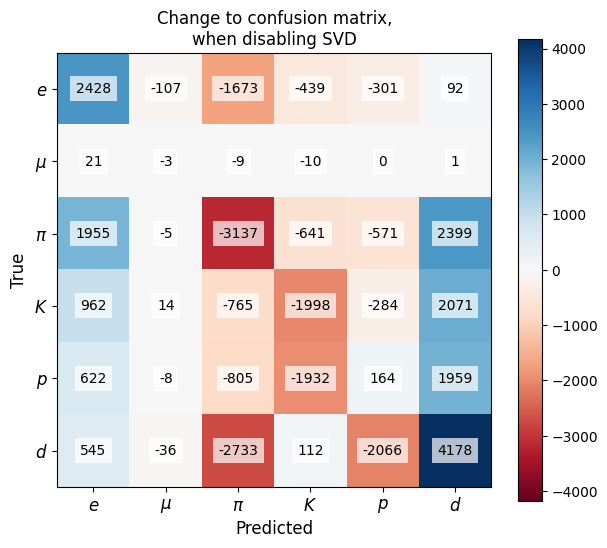 Change to confusion matrix,
when disabling SVD
e 2428 -107 -1673 -439 -301 92
μ 21 -3 -9 -10 0 1
π 1955 -5 -3137 -641 -571 2399
K 962 14 -765 -1998 -284 2071
p 622 -8 -805 -1932 164 1959
d 545 -36 -2733 112 -2066 4178
e μ π K p d
Predicted
True
4000
3000
2000
1000
0
−1000
−2000
−3000
−4000